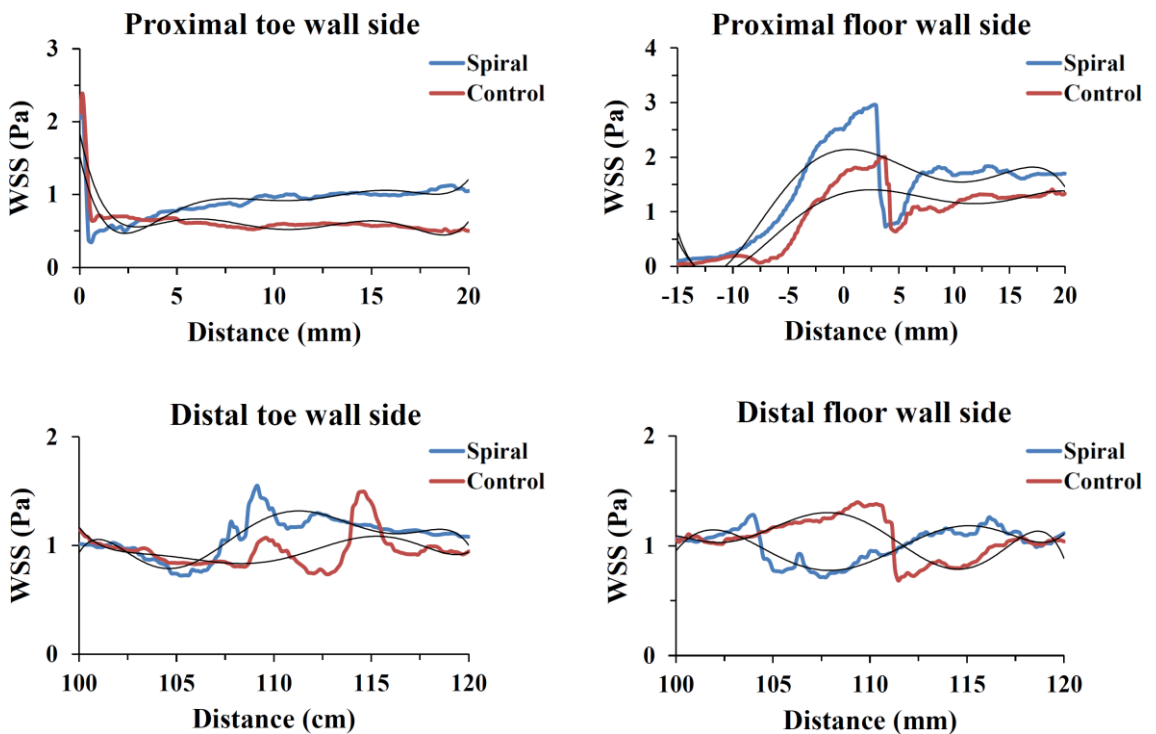 Proximal toe wall side
3
2
1
0
WSS (Pa)
Spiral
Control
0 5 10 15 20
Distance (mm)
Proximal floor wall side
4
3
2
1
0
WSS (Pa)
Spiral
Control
-15 -10 -5 0 5 10 15 20
Distance (mm)
Distal toe wall side
2
1
0
WSS (Pa)
Spiral
Control
100 105 110 115 120
Distance (cm)
Distal floor wall side
2
1
0
WSS (Pa)
Spiral
Control
100 105 110 115 120
Distance (mm)